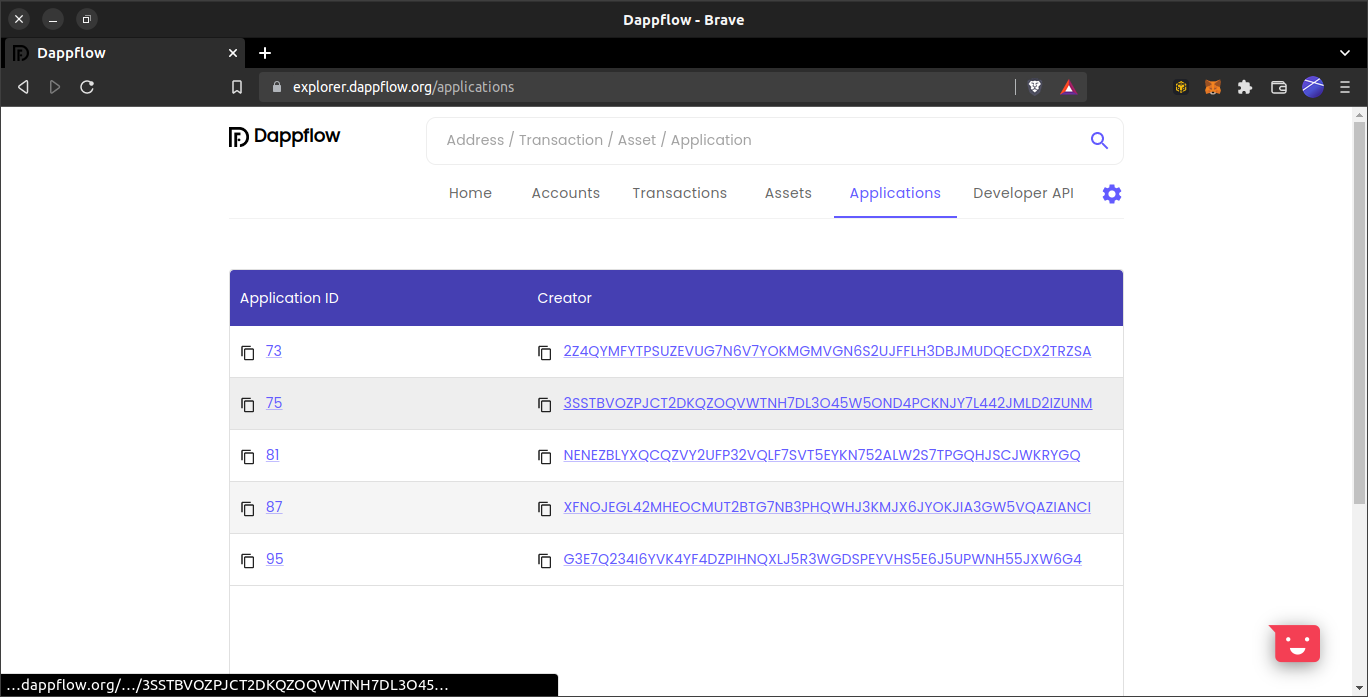 Dappflow - Brave
Dappflow
explorer.dappflow.org/applications
Dappflow
Address / Transaction / Asset / Application
Home Accounts Transactions Assets Applications Developer API
Application ID Creator
73 2Z4QYMFYTPSUZEVUG7N6V7YOKMGMVGN6S2UJFFLH3DBJMUDQECDX2TRZSA
75 3SSTBVOZPJCT2DKQZOQVWTNH7DL3O45W5OND4PCKNJY7L442JMLD2IZUNM
81 NENEZBLYXQCQZVY2UFP32VQLF7SVT5EYKN752ALW2S7TPGQHJSCJWKRYGQ
87 XFNOJEGL42MHEOCMUT2BTG7NB3PHQWHJ3KMJX6JYOKJIA3GW5VQAZIANCI
95 G3E7Q234I6YVK4YF4DZPIHNQXLJ5R3WGDSPEYVHS5E6J5UPWNH55JXW6G4
...dappflow.org/.../3SSTBVOZPJCT2DKQZOQVWTNH7DL3O45...